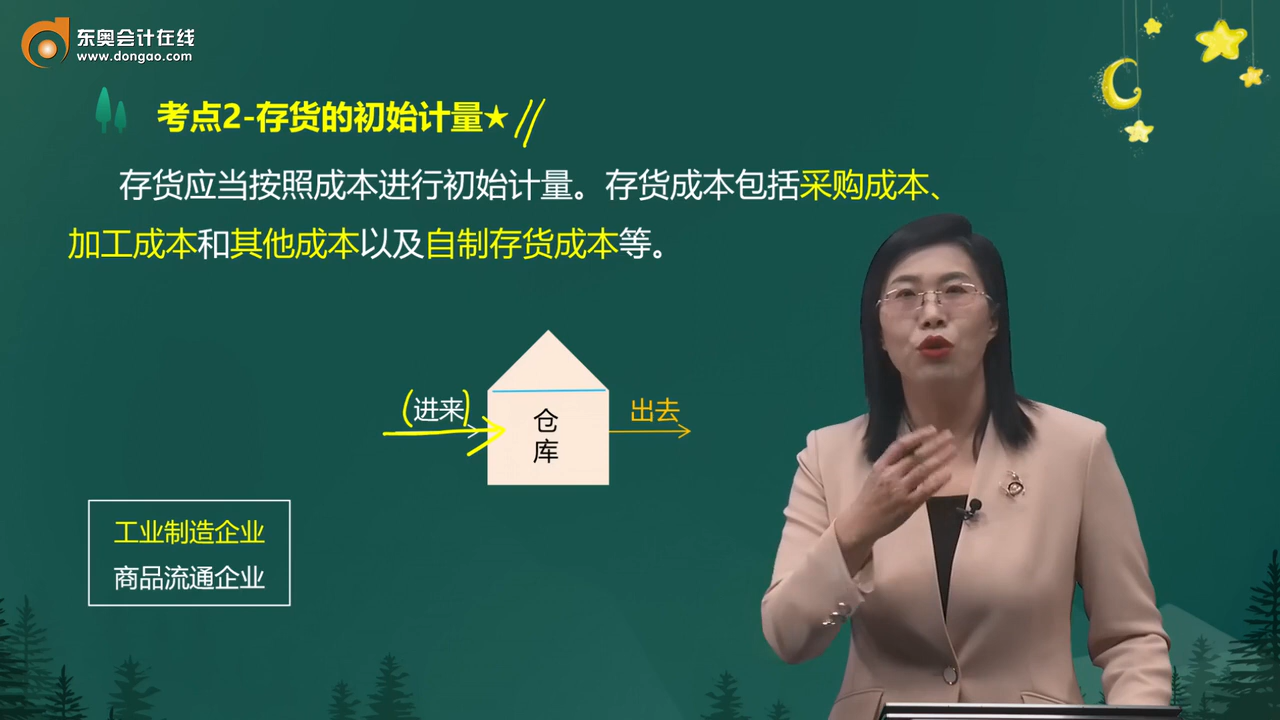 东奥会计在线
www.dongao.com
考点2-存货的初始计量★
存货应当按照成本进行初始计量。存货成本包括采购成本、
加工成本和其他成本以及自制存货成本等。
(进来)
仓
库
出去
工业制造企业
商品流通企业